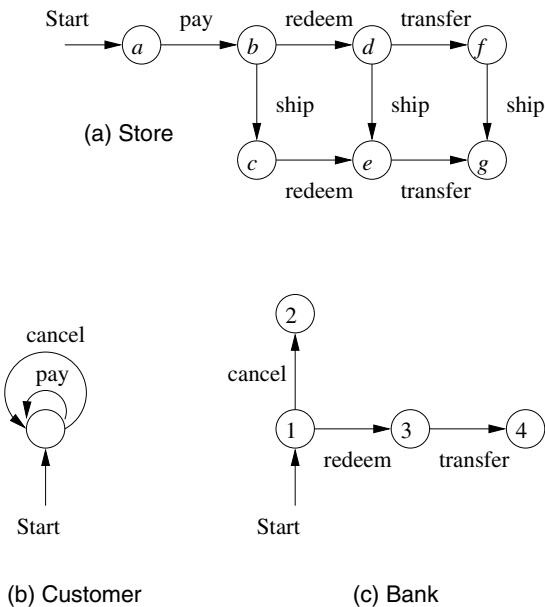 Start
pay
redeem
transfer
a
b
d
f
ship
ship
ship
(a) Store
c
e
g
redeem
transfer
2
cancel
cancel
pay
1
3
4
redeem
transfer
Start
Start
(b) Customer
(c) Bank